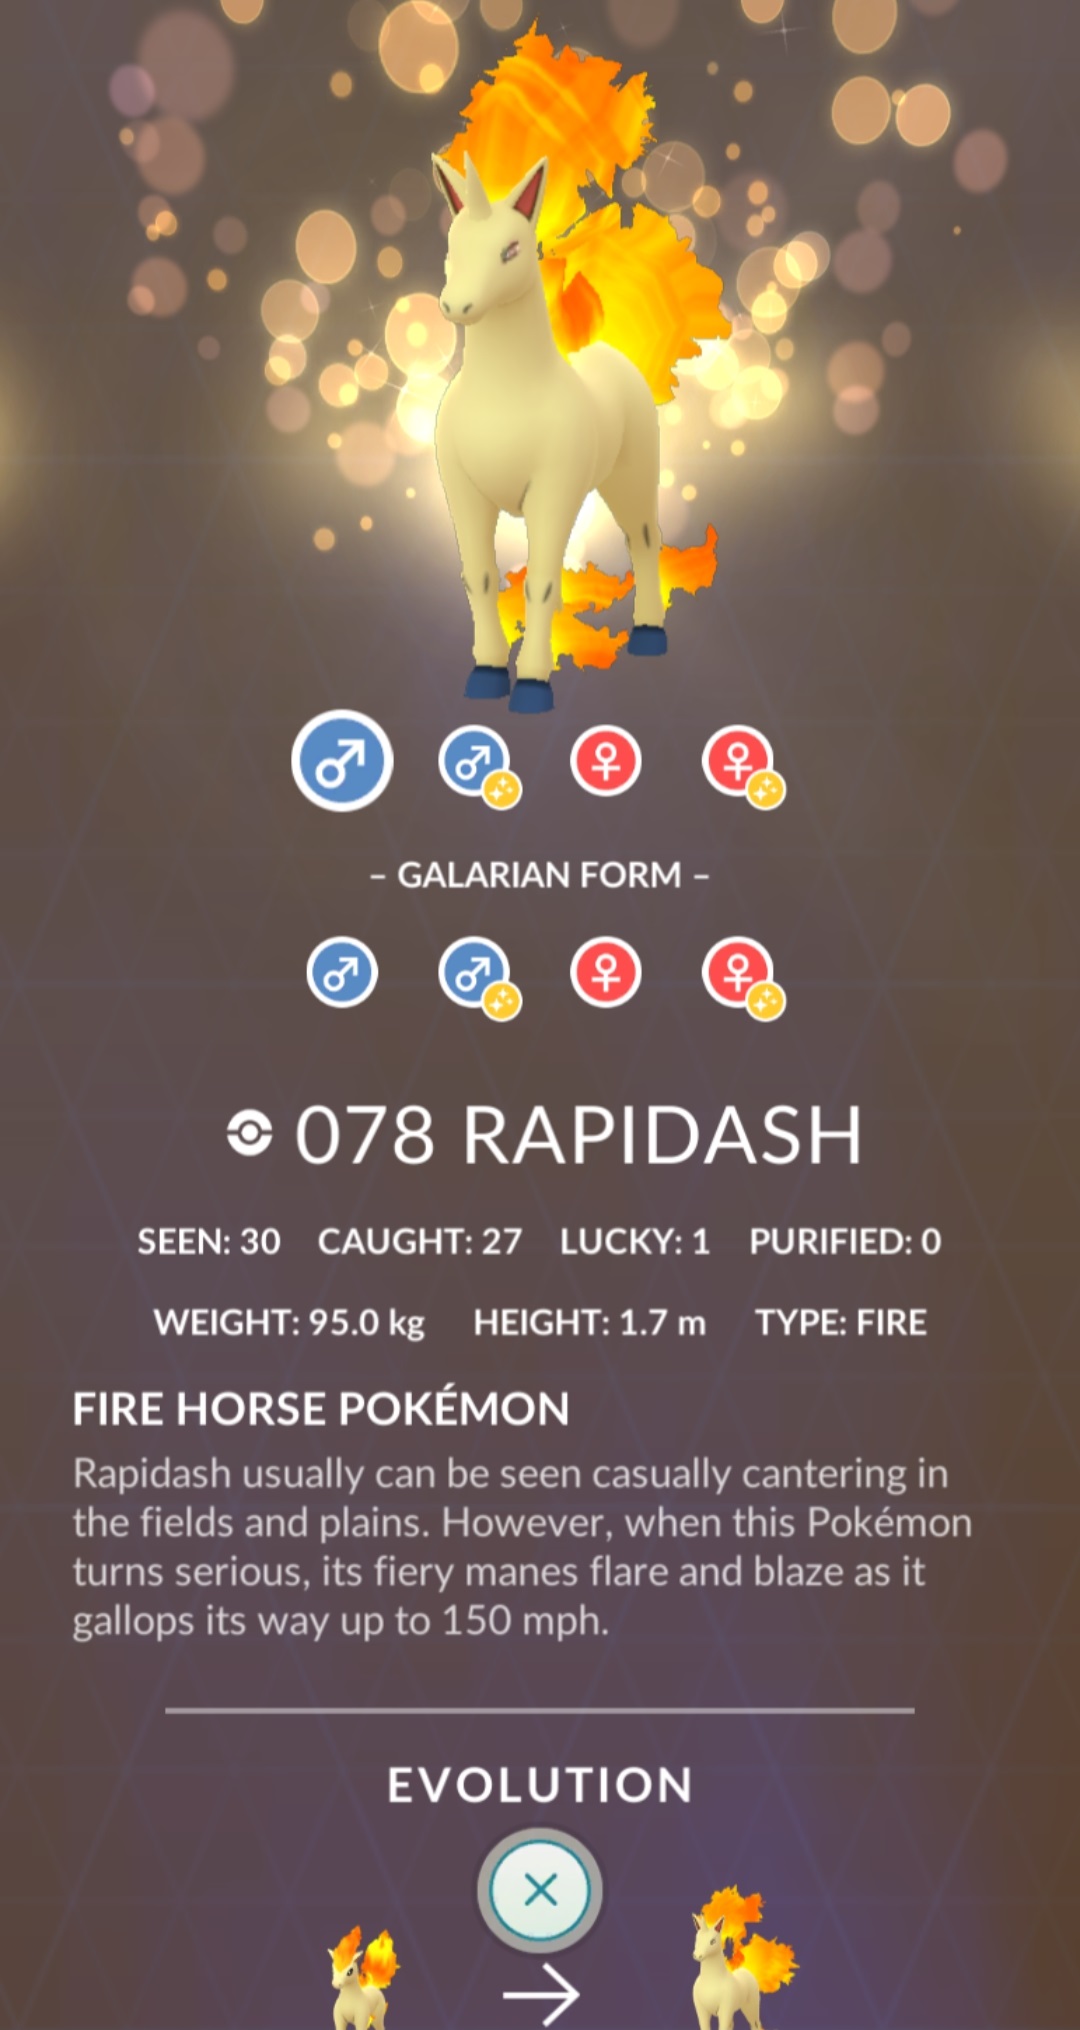 – GALARIAN FORM –
078 RAPIDASH
SEEN: 30 CAUGHT: 27 LUCKY: 1 PURIFIED: 0
WEIGHT: 95.0 kg HEIGHT: 1.7 m TYPE: FIRE
FIRE HORSE POKÉMON
Rapidash usually can be seen casually cantering in
the fields and plains. However, when this Pokémon
turns serious, its fiery manes flare and blaze as it
gallops its way up to 150 mph.
EVOLUTION